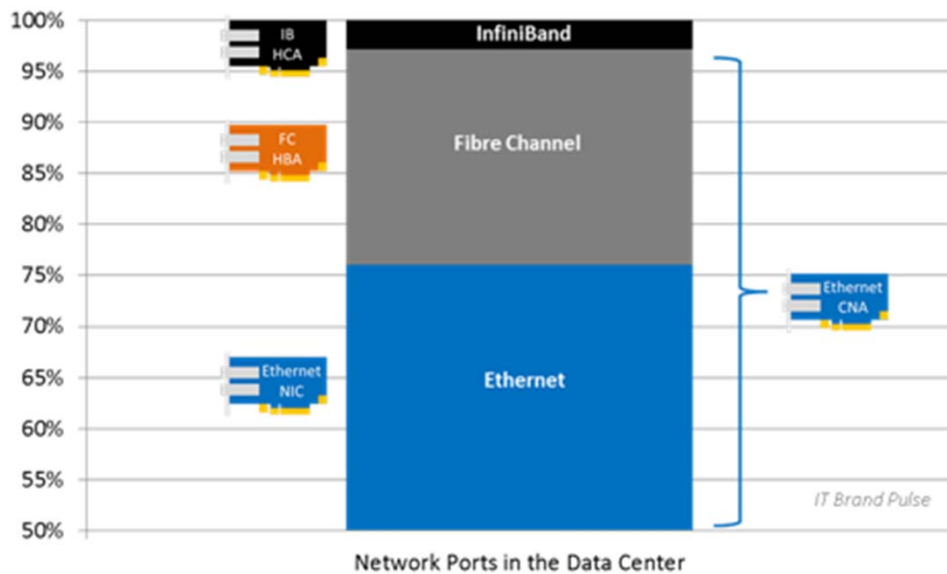 100%
95%
90%
85%
80%
75%
70%
65%
60%
55%
50%
IB
HCA
FC
HBA
Ethernet
NIC
InfiniBand
Fibre Channel
Ethernet
Ethernet
CNA
IT Brand Pulse
Network Ports in the Data Center